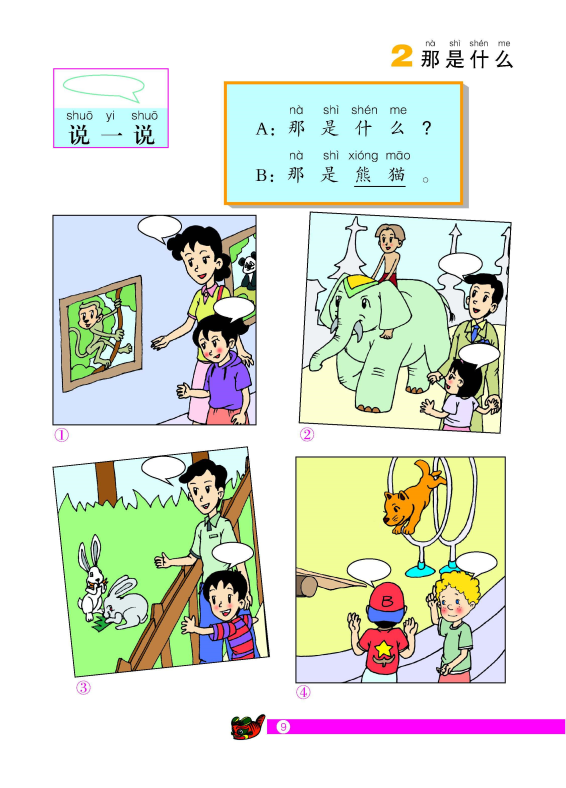 nà shì shén me
2 那是什么
shuō yi shuō
说一说
nà shì shén me
A：那 是 什 么 ?
nà shì xióng māo
B：那 是 熊 猫 。
①
②
③
B
④
9